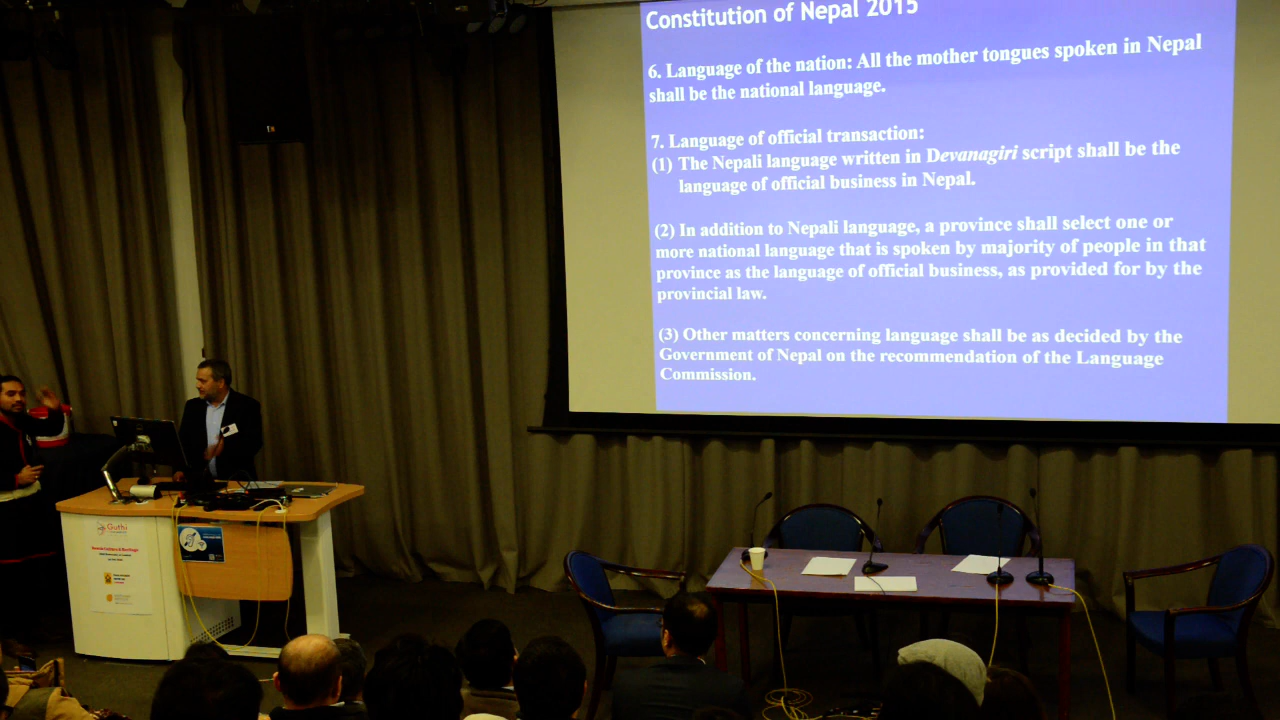 Constitution of Nepal 2015
6. Language of the nation: All the mother tongues spoken in Nepal
shall be the national language.
7. Language of official transaction:
(1) The Nepali language written in Devanagiri script shall be the
language of official business in Nepal.
(2) In addition to Nepali language, a province shall select one or
more national language that is spoken by majority of people in that
province as the language of official business, as provided for by the
provincial law.
(3) Other matters concerning language shall be as decided by the
Government of Nepal on the recommendation of the Language
Commission.
Guthi